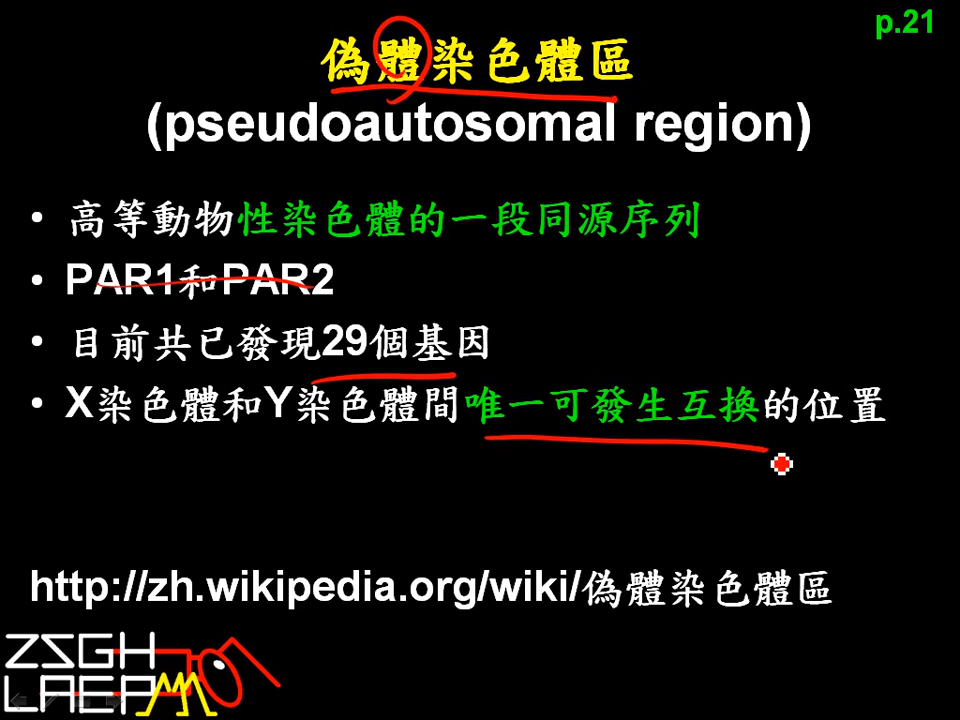 p.21
偽體染色體區
(pseudoautosomal region)
• 高等動物性染色體的一段同源序列
• PAR1和PAR2
• 目前共已發現29個基因
• X染色體和Y染色體間唯一可發生互換的位置
http://zh.wikipedia.org/wiki/偽體染色體區
ZSGH
LAEPM